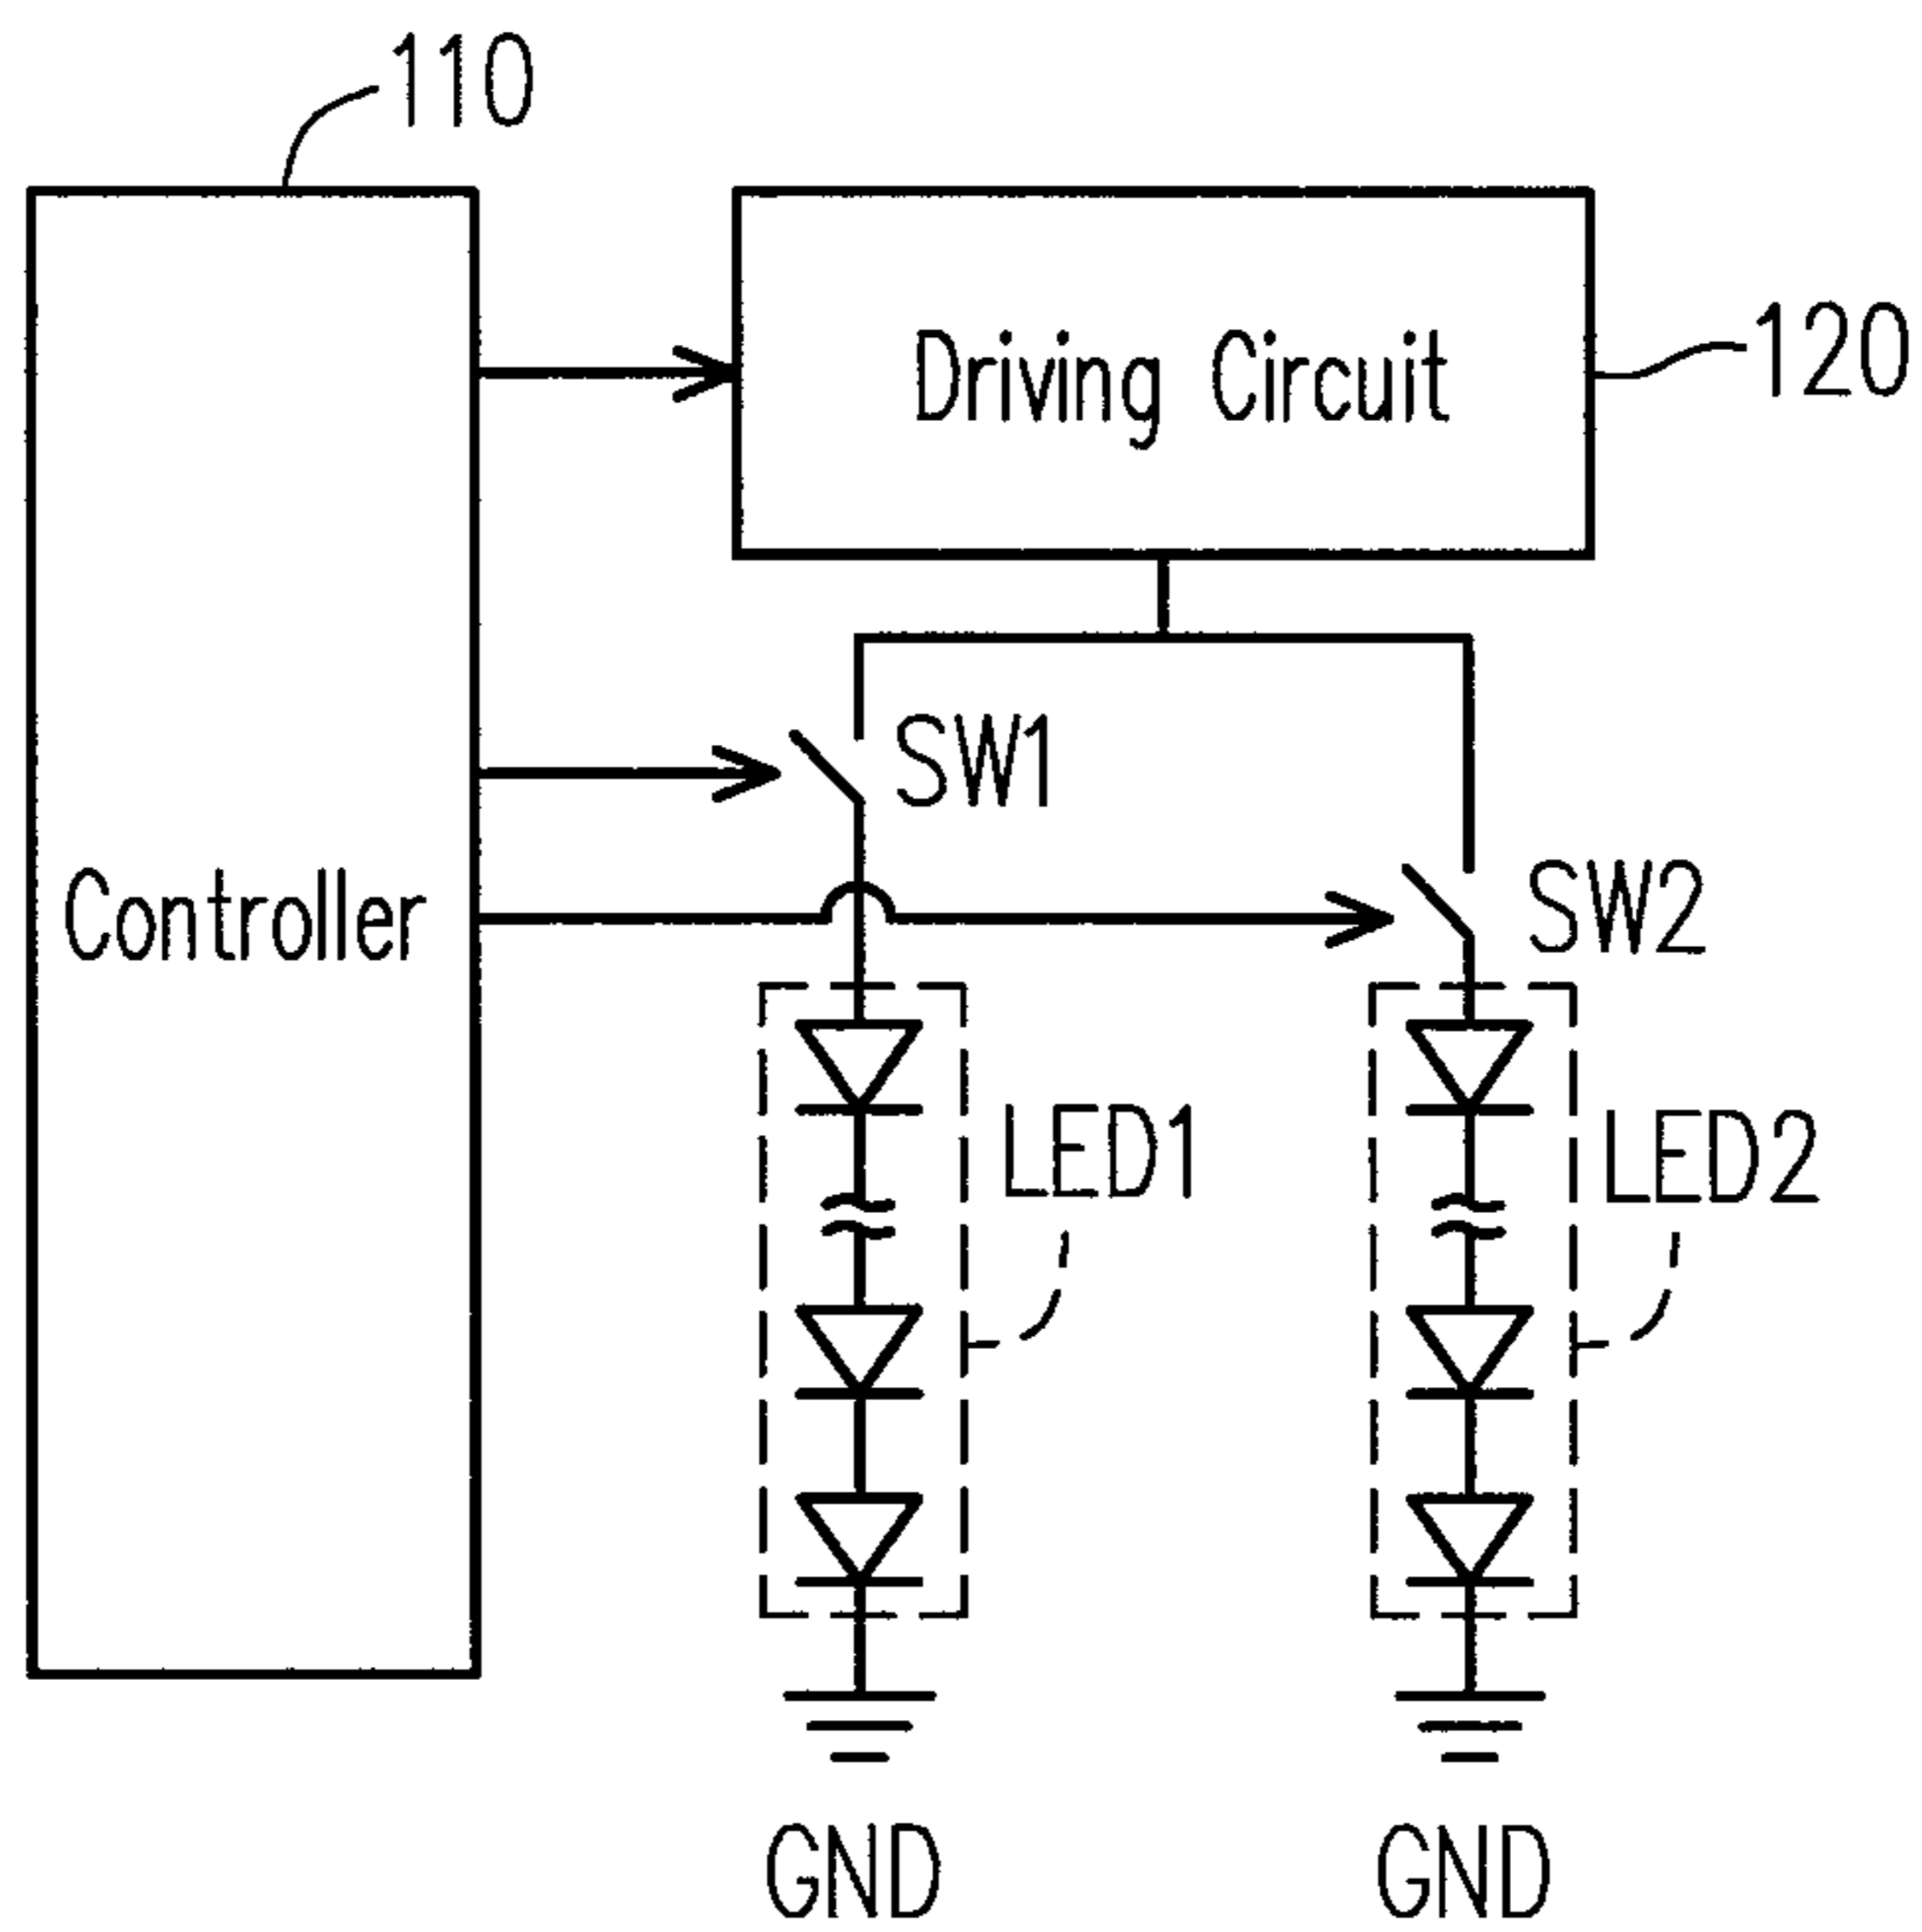 110
Driving Circuit
120
SW1
Controller
SW2
LED1
LED2
GND
GND